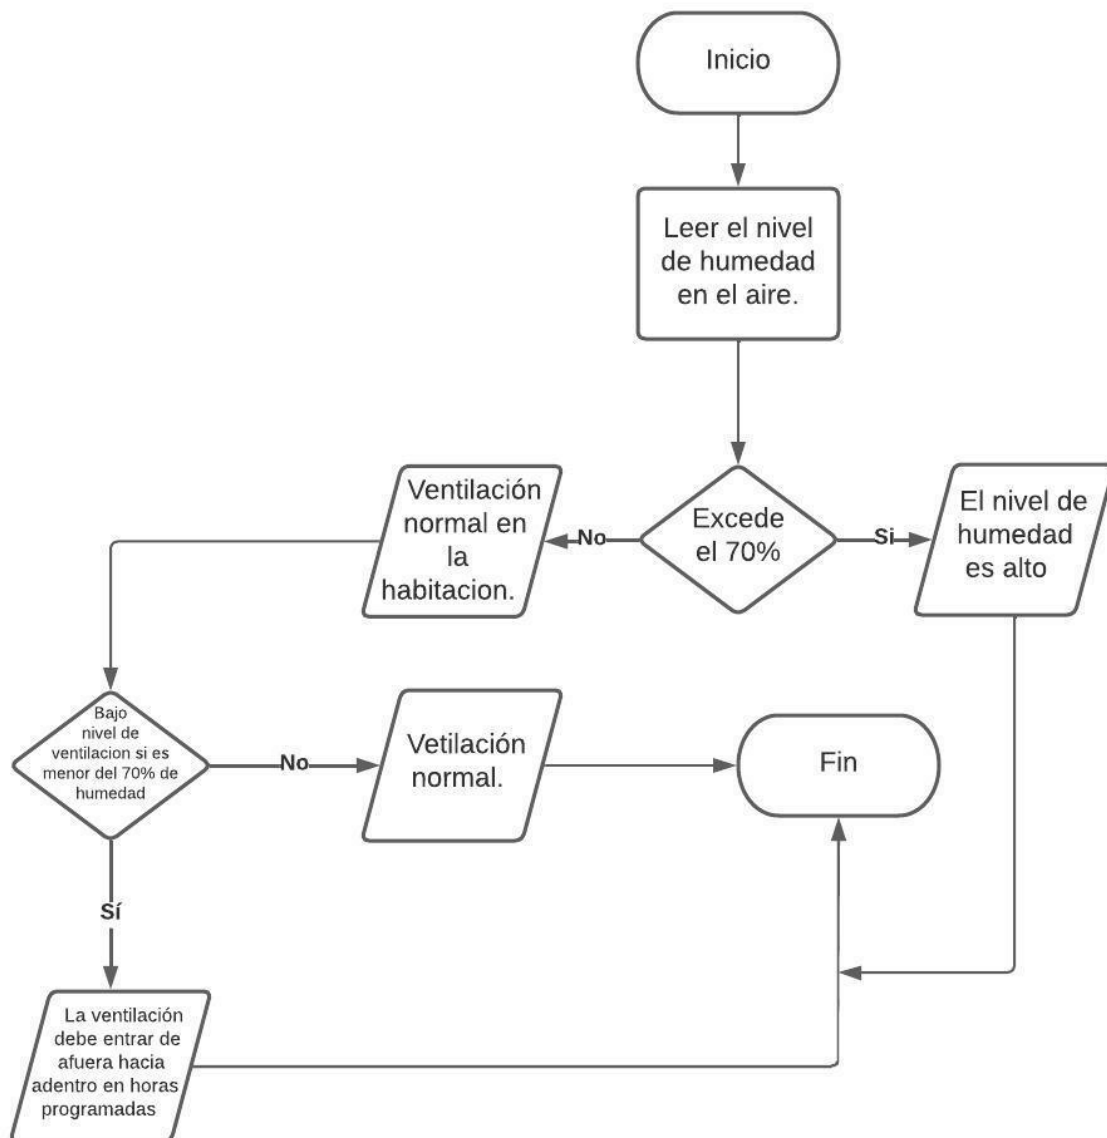 Inicio
Leer el nivel
de humedad
en el aire.
Excede
el 70%
No
Si
Ventilación
normal en
la
habitacion.
El nivel de
humedad
es alto
Bajo
nivel de
ventilacion si es
menor del 70% de
humedad
No
Vetilación
normal.
Fin
Sí
La ventilación
debe entrar de
afuera hacia
adentro en horas
programadas